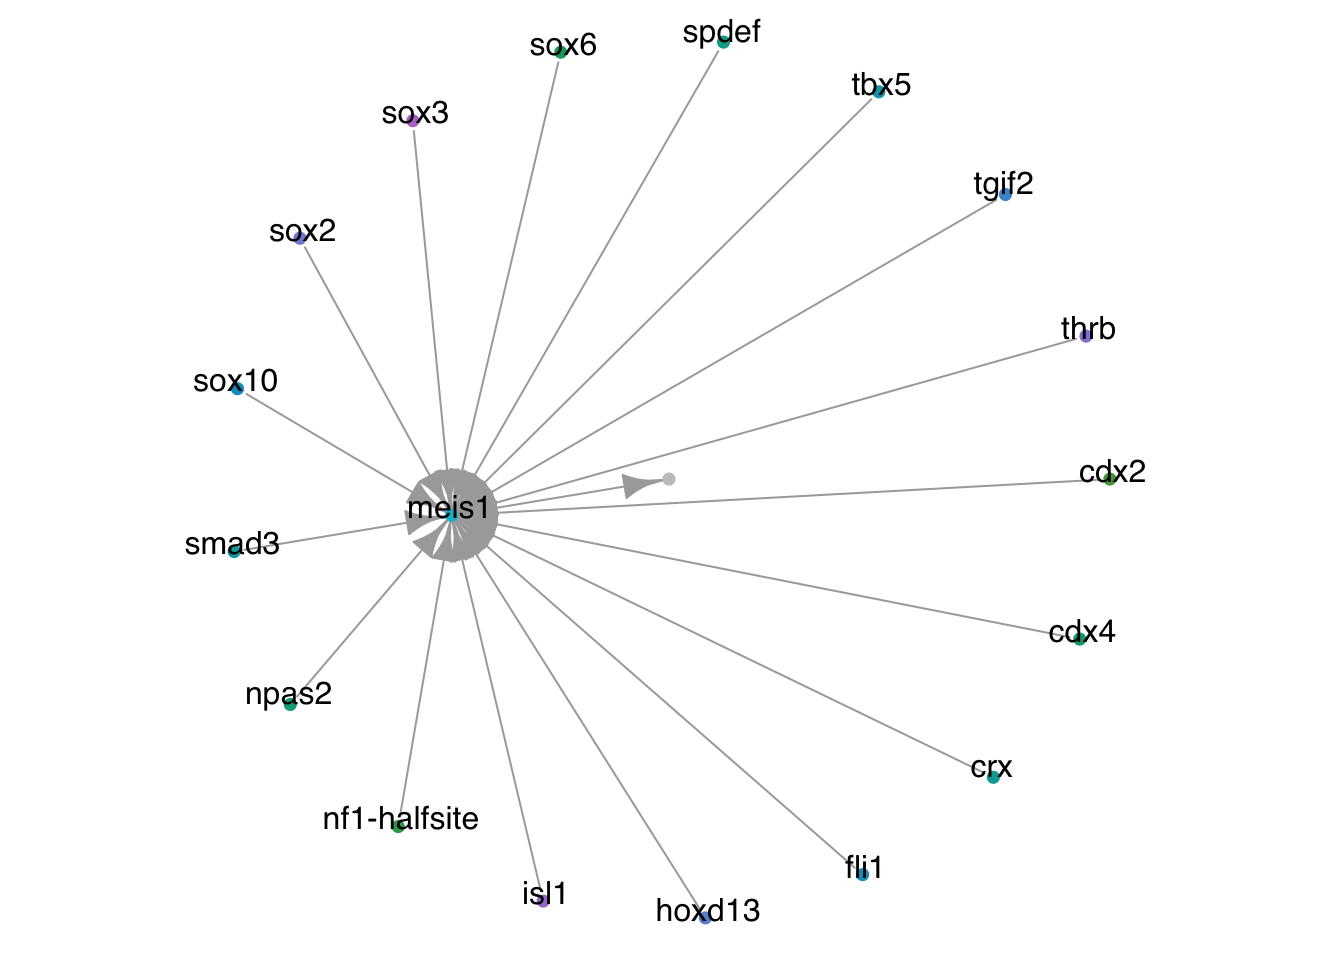 spdef
sox6
tbx5
sox3
tgif2
sox2
thrb
sox10
cdx2
meis1
smad3
cdx4
npas2
crx
nf1-halfsite
fli1
isl1
hoxd13